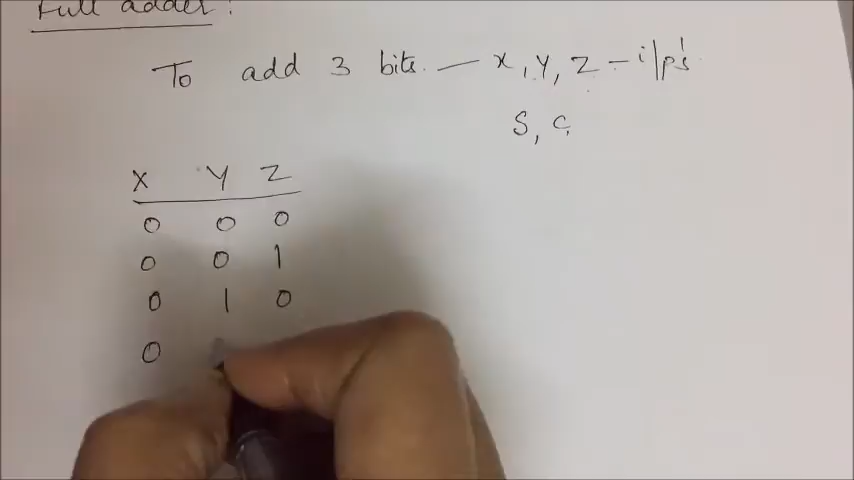 Full adder:
To add 3 bits. — x, y, z — i/p's.
S, C
X Y Z
0 0 0
0 0 1
0 1 0
0